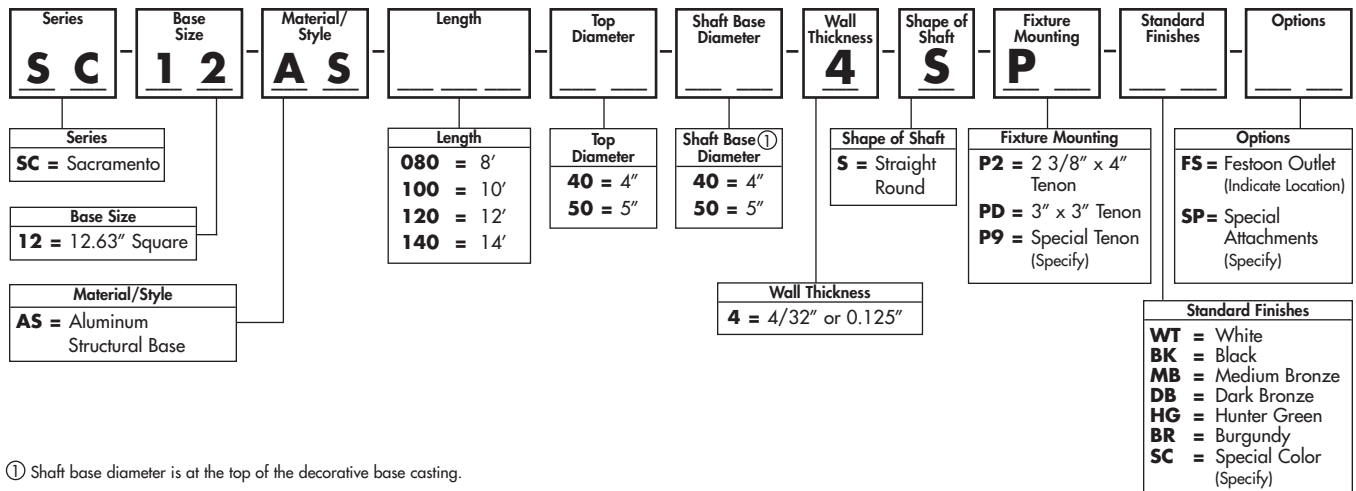 Series
Base
Size
Material/
Style
Length
Top
Diameter
Shaft Base
Diameter
Wall
Thickness
Shape of
Shaft
Fixture
Mounting
Standard
Finishes
Options
S C - 1 2 - A S - - - - 4 - S - P - -
Series
SC = Sacramento
Base Size
12 = 12.63" Square
Material/Style
AS = Aluminum
Structural Base
Length
080 = 8'
100 = 10'
120 = 12'
140 = 14'
Top
Diameter
40 = 4"
50 = 5"
Shaft Base ①
Diameter
40 = 4"
50 = 5"
Wall Thickness
4 = 4/32" or 0.125"
Shape of Shaft
S = Straight
Round
Fixture Mounting
P2 = 2 3/8" x 4"
Tenon
PD = 3" x 3" Tenon
P9 = Special Tenon
(Specify)
Options
FS = Festoon Outlet
(Indicate Location)
SP = Special
Attachments
(Specify)
Standard Finishes
WT = White
BK = Black
MB = Medium Bronze
DB = Dark Bronze
HG = Hunter Green
BR = Burgundy
SC = Special Color
(Specify)
① Shaft base diameter is at the top of the decorative base casting.